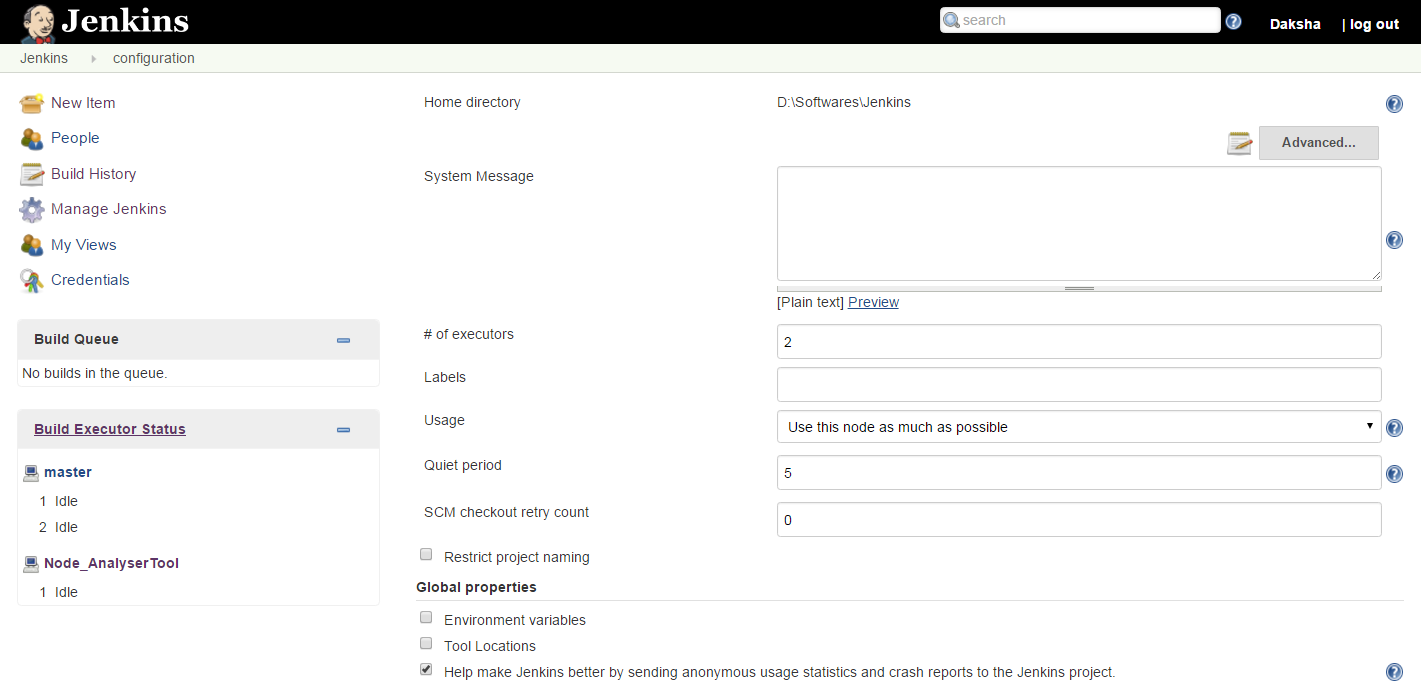 Jenkins
search
Daksha | log out
Jenkins configuration
New Item
People
Build History
Manage Jenkins
My Views
Credentials
Build Queue
No builds in the queue.
Build Executor Status
master
1 Idle
2 Idle
Node_AnalyserTool
1 Idle
Home directory D:\Softwares\Jenkins
Advanced...
System Message
[Plain text] Preview
# of executors 2
Labels
Usage Use this node as much as possible
Quiet period 5
SCM checkout retry count 0
Restrict project naming
Global properties
Environment variables
Tool Locations
Help make Jenkins better by sending anonymous usage statistics and crash reports to the Jenkins project.